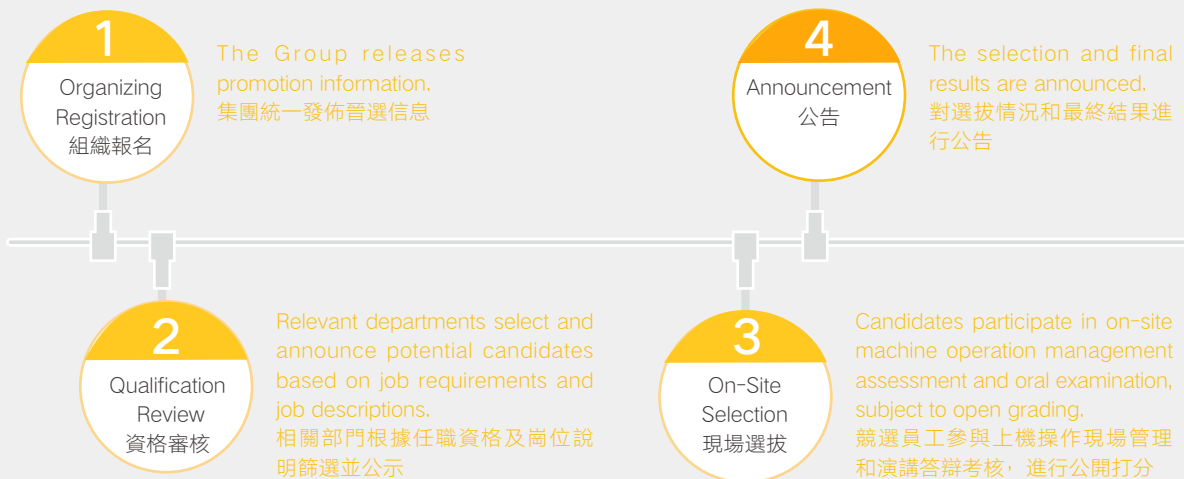 1
Organizing
Registration
組織報名
The Group releases
promotion information.
集團統一發佈晉選信息
2
Qualification
Review
資格審核
Relevant departments select and
announce potential candidates
based on job requirements and
job descriptions.
相關部門根據任職資格及崗位說
明篩選並公示
3
On-Site
Selection
現場選拔
Candidates participate in on-site
machine operation management
assessment and oral examination,
subject to open grading.
競選員工參與上機操作現場管理
和演講答辯考核，進行公開打分
4
Announcement
公告
The selection and final
results are announced.
對選拔情況和最終結果進
行公告